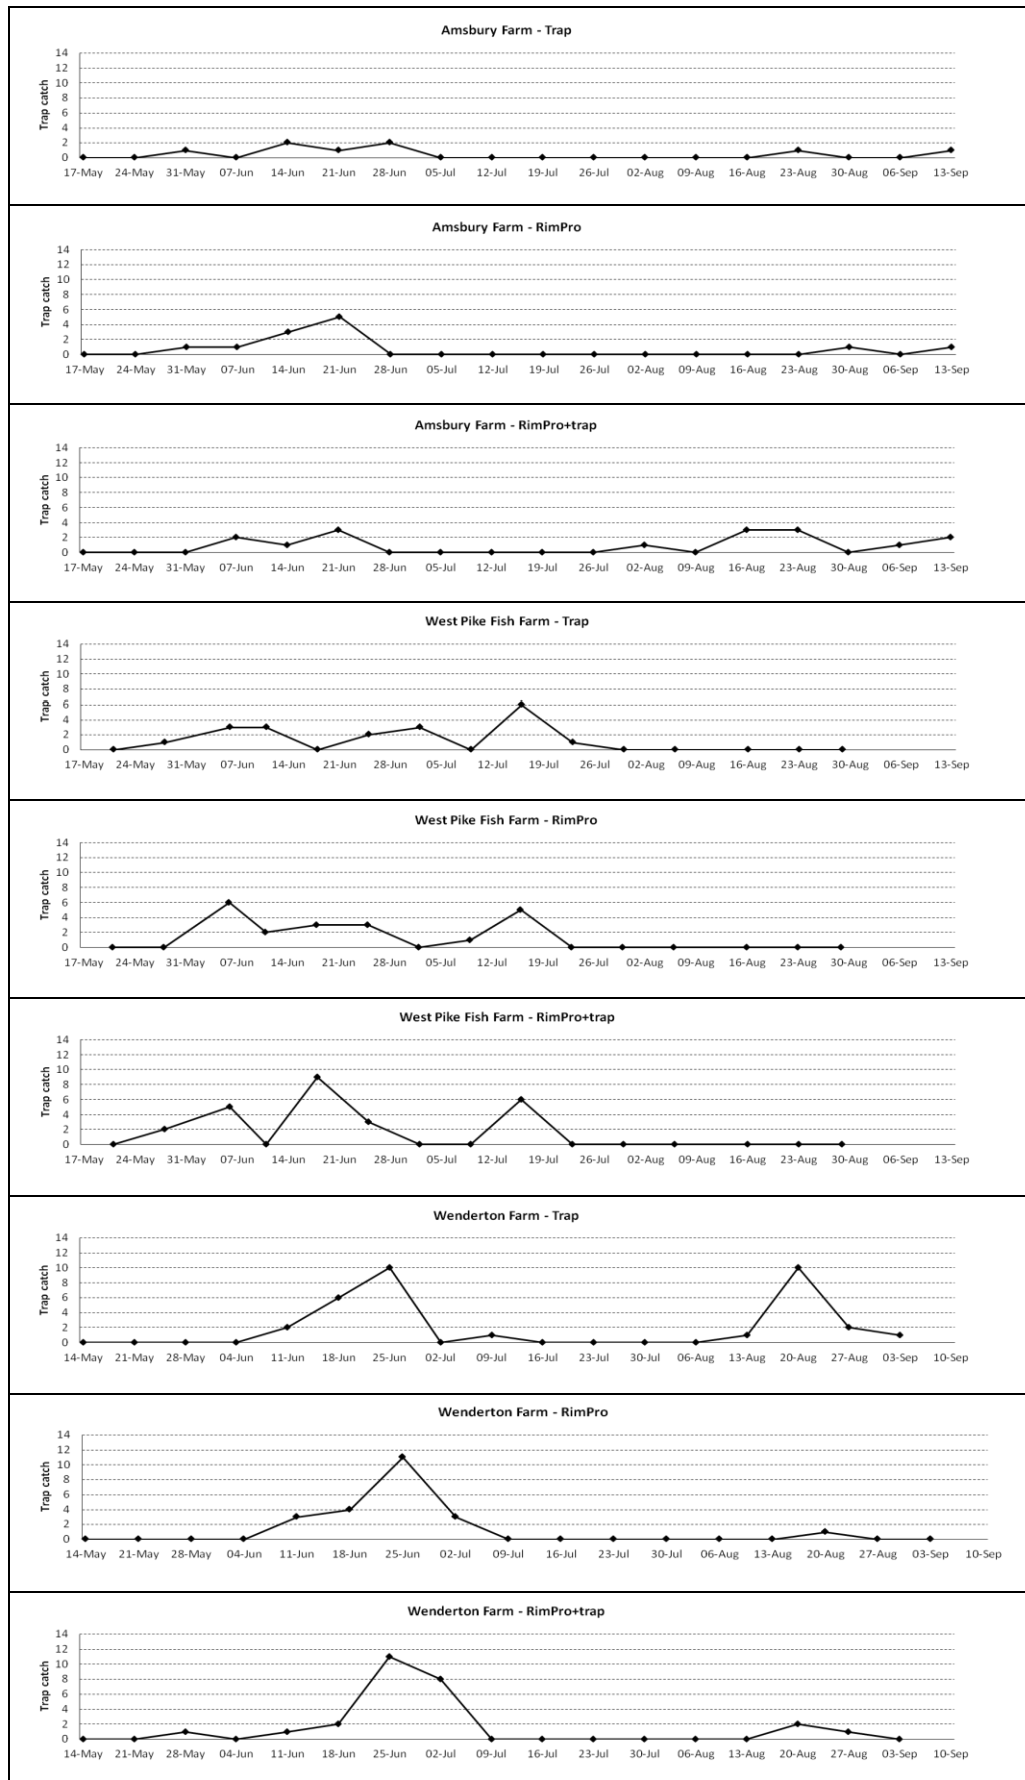 Amsbury Farm - Trap
Trap catch
14
12
10
8
6
4
2
0
17-May 24-May 31-May 07-Jun 14-Jun 21-Jun 28-Jun 05-Jul 12-Jul 19-Jul 26-Jul 02-Aug 09-Aug 16-Aug 23-Aug 30-Aug 06-Sep 13-Sep
Amsbury Farm - RimPro
Trap catch
14
12
10
8
6
4
2
0
17-May 24-May 31-May 07-Jun 14-Jun 21-Jun 28-Jun 05-Jul 12-Jul 19-Jul 26-Jul 02-Aug 09-Aug 16-Aug 23-Aug 30-Aug 06-Sep 13-Sep
Amsbury Farm - RimPro+trap
Trap catch
14
12
10
8
6
4
2
0
17-May 24-May 31-May 07-Jun 14-Jun 21-Jun 28-Jun 05-Jul 12-Jul 19-Jul 26-Jul 02-Aug 09-Aug 16-Aug 23-Aug 30-Aug 06-Sep 13-Sep
West Pike Fish Farm - Trap
Trap catch
14
12
10
8
6
4
2
0
17-May 24-May 31-May 07-Jun 14-Jun 21-Jun 28-Jun 05-Jul 12-Jul 19-Jul 26-Jul 02-Aug 09-Aug 16-Aug 23-Aug 30-Aug 06-Sep 13-Sep
West Pike Fish Farm - RimPro
Trap catch
14
12
10
8
6
4
2
0
17-May 24-May 31-May 07-Jun 14-Jun 21-Jun 28-Jun 05-Jul 12-Jul 19-Jul 26-Jul 02-Aug 09-Aug 16-Aug 23-Aug 30-Aug 06-Sep 13-Sep
West Pike Fish Farm - RimPro+trap
Trap catch
14
12
10
8
6
4
2
0
17-May 24-May 31-May 07-Jun 14-Jun 21-Jun 28-Jun 05-Jul 12-Jul 19-Jul 26-Jul 02-Aug 09-Aug 16-Aug 23-Aug 30-Aug 06-Sep 13-Sep
Wenderton Farm - Trap
Trap catch
14
12
10
8
6
4
2
0
14-May 21-May 28-May 04-Jun 11-Jun 18-Jun 25-Jun 02-Jul 09-Jul 16-Jul 23-Jul 30-Jul 06-Aug 13-Aug 20-Aug 27-Aug 03-Sep 10-Sep
Wenderton Farm - RimPro
Trap catch
14
12
10
8
6
4
2
0
14-May 21-May 28-May 04-Jun 11-Jun 18-Jun 25-Jun 02-Jul 09-Jul 16-Jul 23-Jul 30-Jul 06-Aug 13-Aug 20-Aug 27-Aug 03-Sep 10-Sep
Wenderton Farm - RimPro+trap
Trap catch
14
12
10
8
6
4
2
0
14-May 21-May 28-May 04-Jun 11-Jun 18-Jun 25-Jun 02-Jul 09-Jul 16-Jul 23-Jul 30-Jul 06-Aug 13-Aug 20-Aug 27-Aug 03-Sep 10-Sep